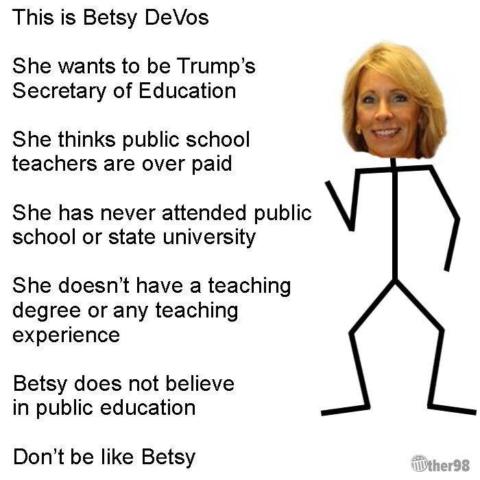 This is Betsy DeVos
She wants to be Trump's
Secretary of Education
She thinks public school
teachers are over paid
She has never attended public
school or state university
She doesn't have a teaching
degree or any teaching
experience
Betsy does not believe
in public education
Don't be like Betsy
other98